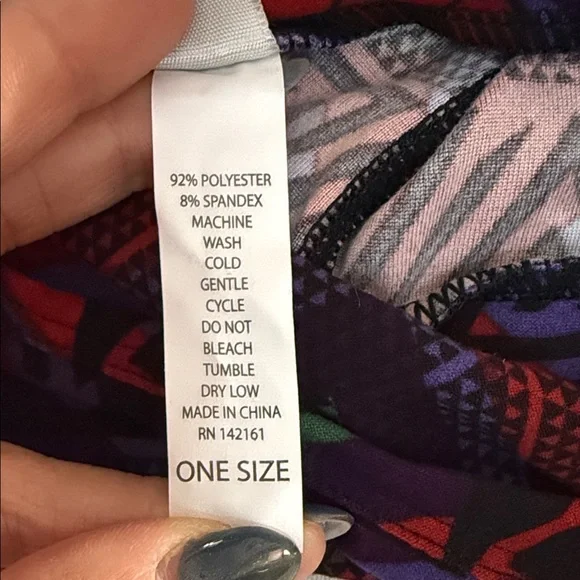 92% POLYESTER
8% SPANDEX
MACHINE
WASH
COLD
GENTLE
CYCLE
DO NOT
BLEACH
TUMBLE
DRY LOW
MADE IN CHINA
RN 142161
ONE SIZE